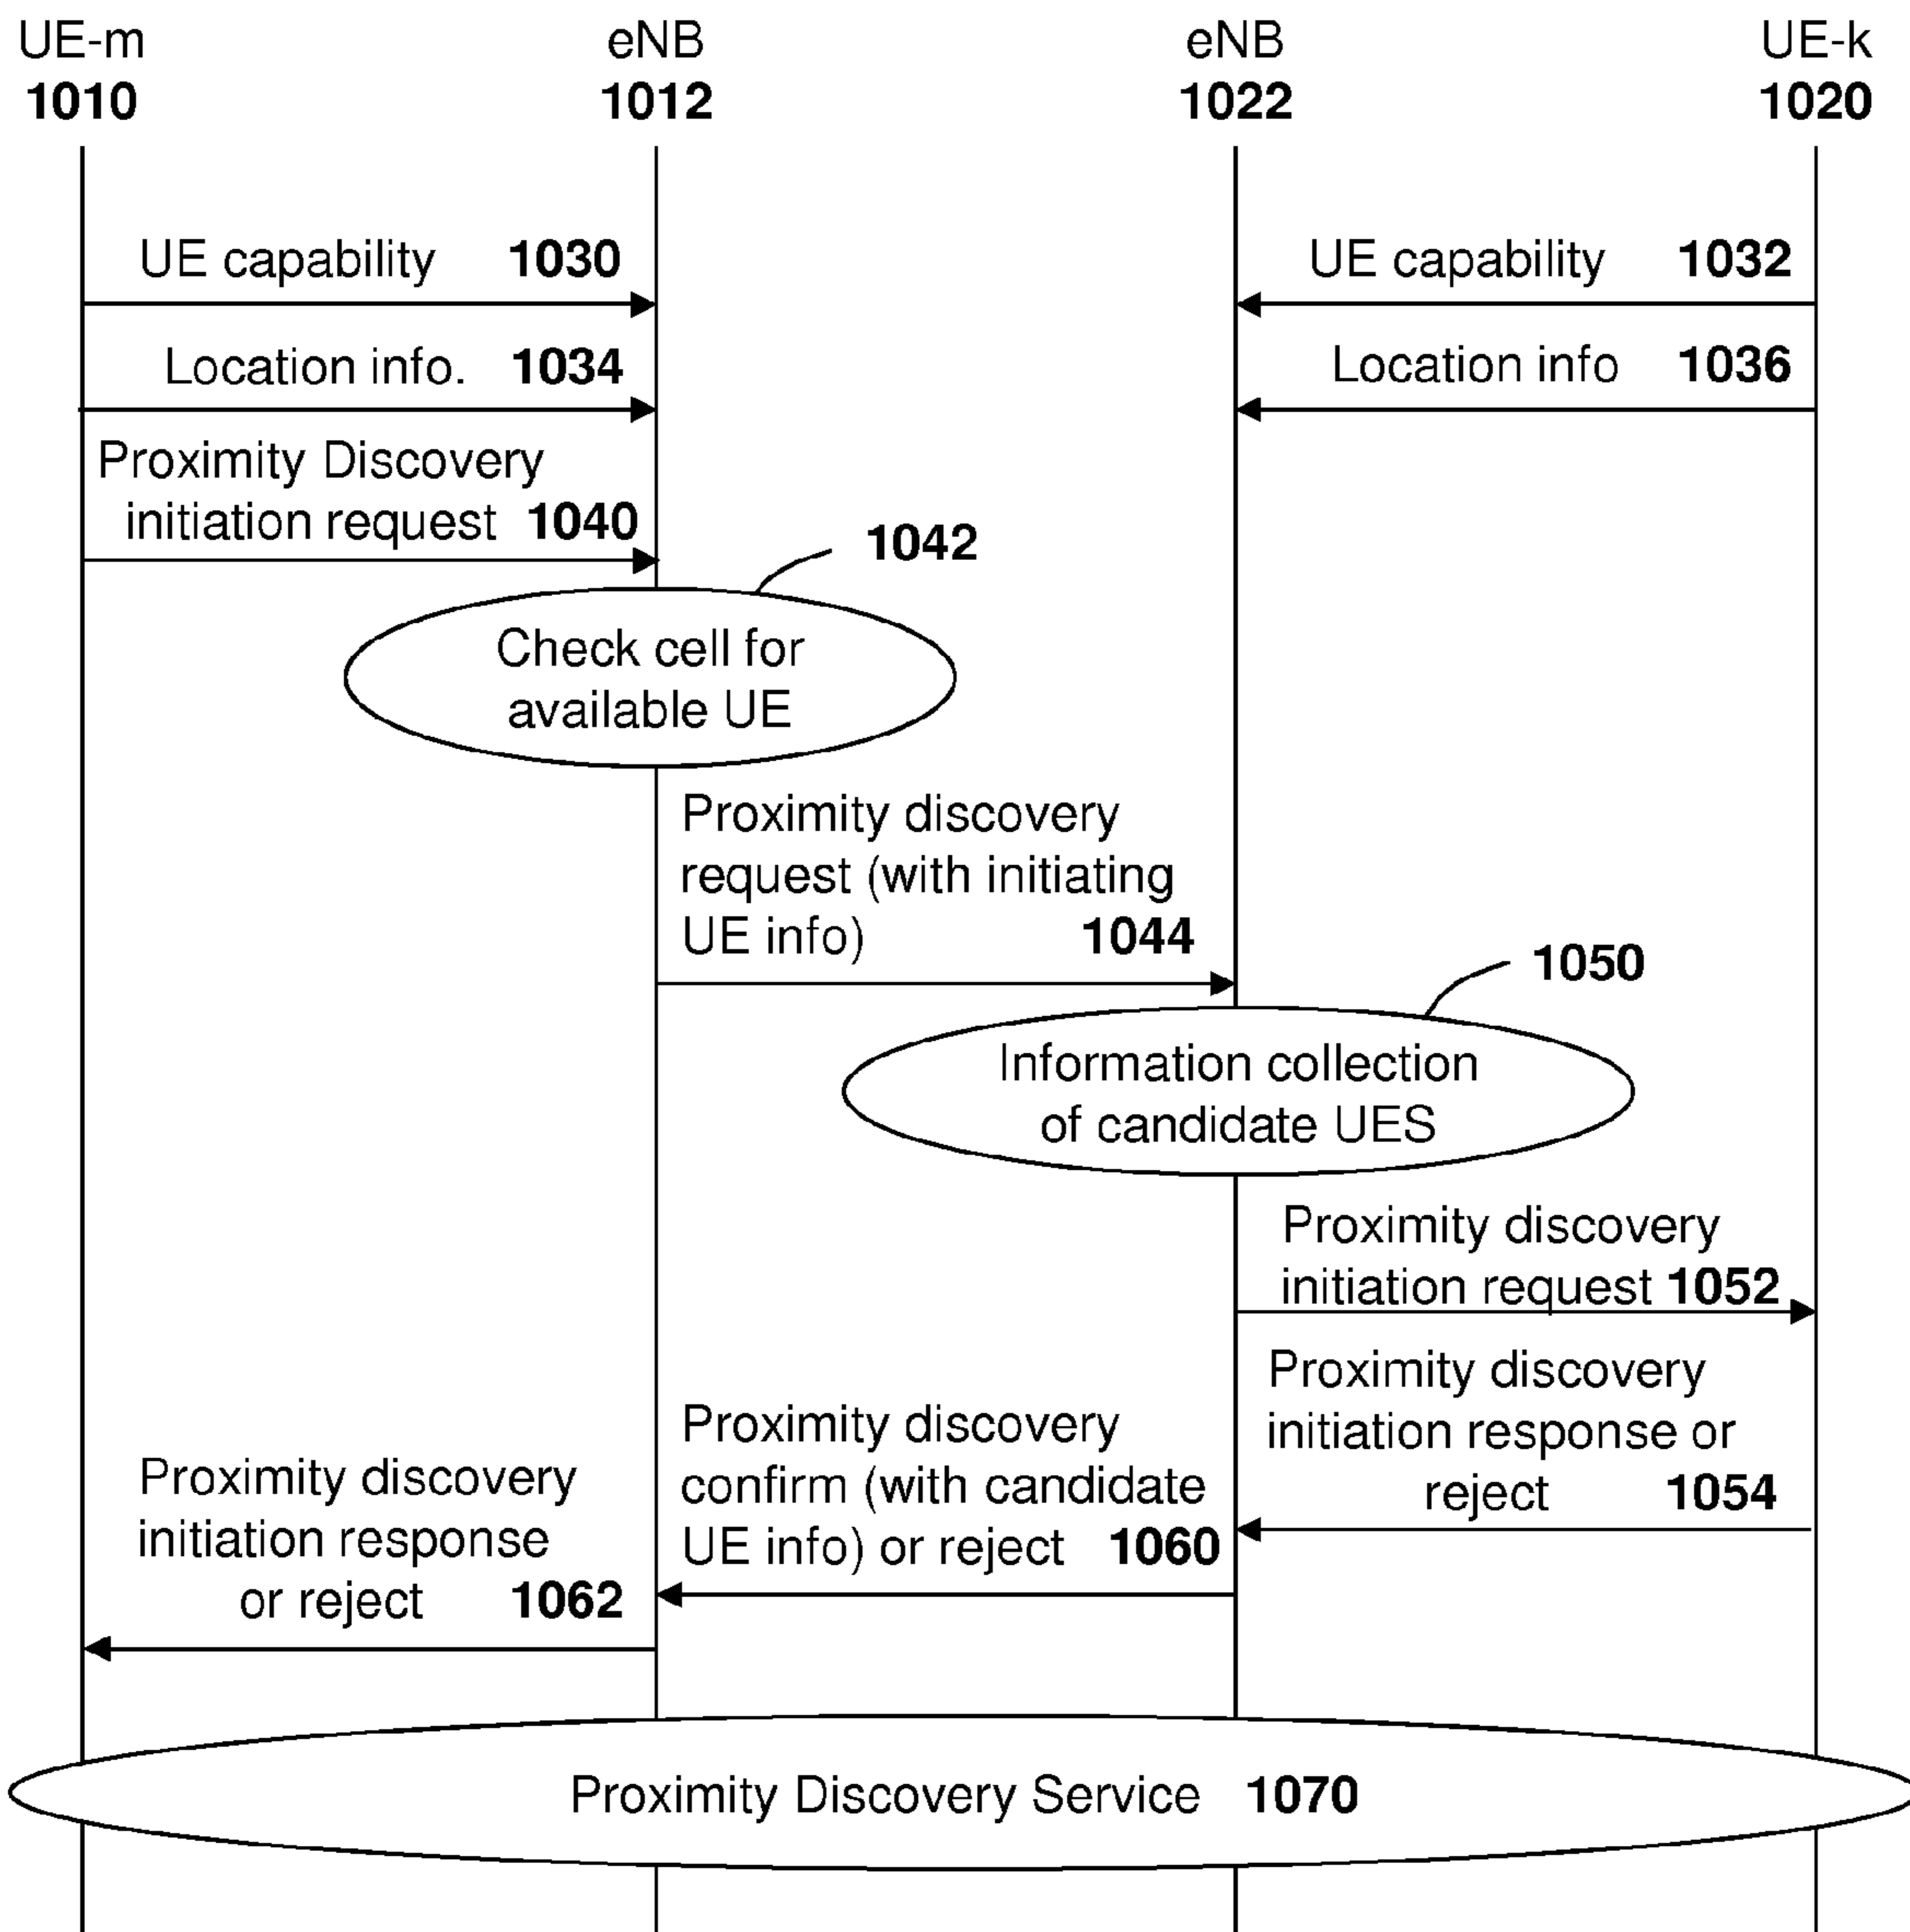 UE-m
1010
eNB
1012
eNB
1022
UE-k
1020
UE capability 1030
UE capability 1032
Location info. 1034
Location info 1036
Proximity Discovery
initiation request 1040
1042
Check cell for
available UE
Proximity discovery
request (with initiating
UE info) 1044
1050
Information collection
of candidate UES
Proximity discovery
initiation request 1052
Proximity discovery
initiation response or
reject 1054
Proximity discovery
confirm (with candidate
UE info) or reject 1060
Proximity discovery
initiation response
or reject 1062
Proximity Discovery Service 1070